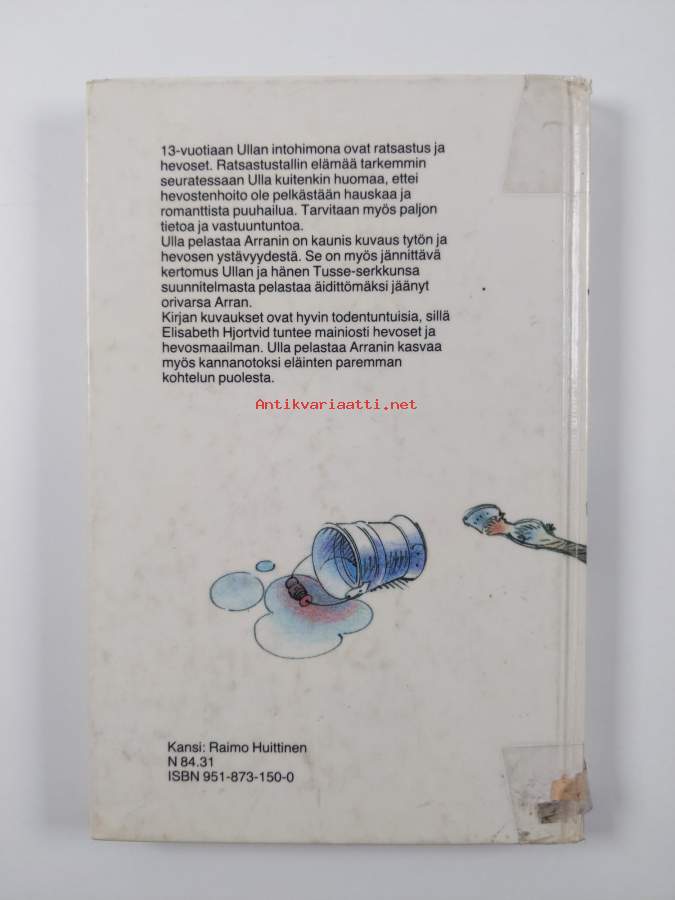 13-vuotiaan Ullan intohimona ovat ratsastus ja
hevoset. Ratsastustallin elämää tarkemmin
seuratessaan Ulla kuitenkin huomaa, ettei
hevostenhoito ole pelkästään hauskaa ja
romanttista puuhailua. Tarvitaan myös paljon
tietoa ja vastuuntuntoa.
Ulla pelastaa Arranin on kaunis kuvaus tytön ja
hevosen ystävyydestä. Se on myös jännittävä
kertomus Ullan ja hänen Tusse-serkkunsa
suunnitelmasta pelastaa äidittömäksi jäänyt
orivarsa Arran.
Kirjan kuvaukset ovat hyvin todentuntuisia, sillä
Elisabeth Hjortvid tuntee mainiosti hevoset ja
hevosmaailman. Ulla pelastaa Arranin kasvaa
myös kannanotoksi eläinten paremman
kohtelun puolesta.
Antikvariaatti.net
Kansi: Raimo Huittinen
N 84.31
ISBN 951-873-150-0